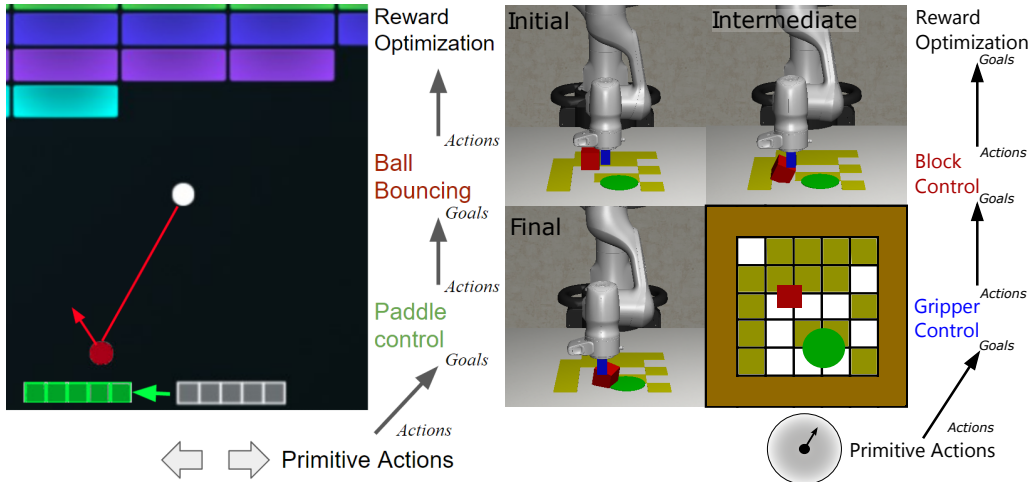 Reward
Optimization
Actions
Ball
Bouncing
Goals
Actions
Paddle
control
Goals
Actions
Primitive Actions
Initial
Intermediate
Final
Reward
Optimization
Goals
Actions
Block
Control
Goals
Actions
Gripper
Control
Goals
Actions
Primitive Actions